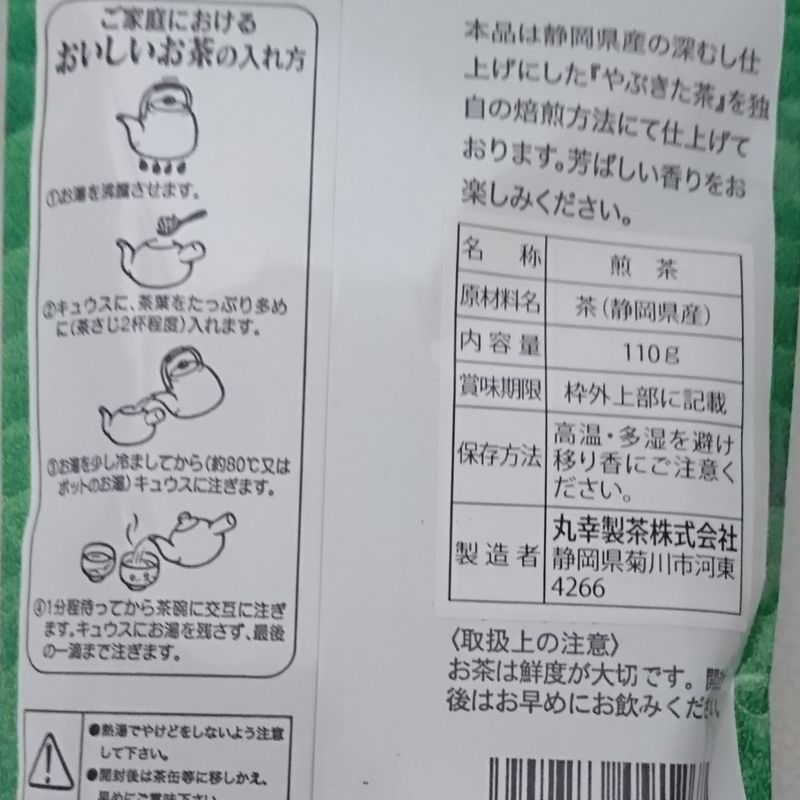 ご家庭における
おいしいお茶の入れ方
①お湯を沸騰させます。
②キュウスに、茶葉をたっぷり多め
に(茶さじ2杯程度)入れます。
③お湯を少し冷ましてから(約80℃又は
ポットのお湯)キュウスに注ぎます。
④1分程待ってから茶碗に交互に注ぎ
ます。キュウスにお湯を残さず、最後
の一滴まで注ぎます。
●熱湯でやけどをしないよう注意
して下さい。
●開封後は茶缶等に移しかえ、
早めにご賞味下さい
本品は静岡県産の深むし仕
上げにした『やぶきた茶』を独
自の焙煎方法にて仕上げて
おります。芳ばしい香りをお
楽しみください。
名称 煎茶
原材料名 茶(静岡県産)
内容量 110g
賞味期限 枠外上部に記載
保存方法 高温・多湿を避け
移り香にご注意く
ださい。
製造者 丸幸製茶株式会社
静岡県菊川市河東
4266
〈取扱上の注意〉
お茶は鮮度が大切です。開
後はお早めにお飲みくださ